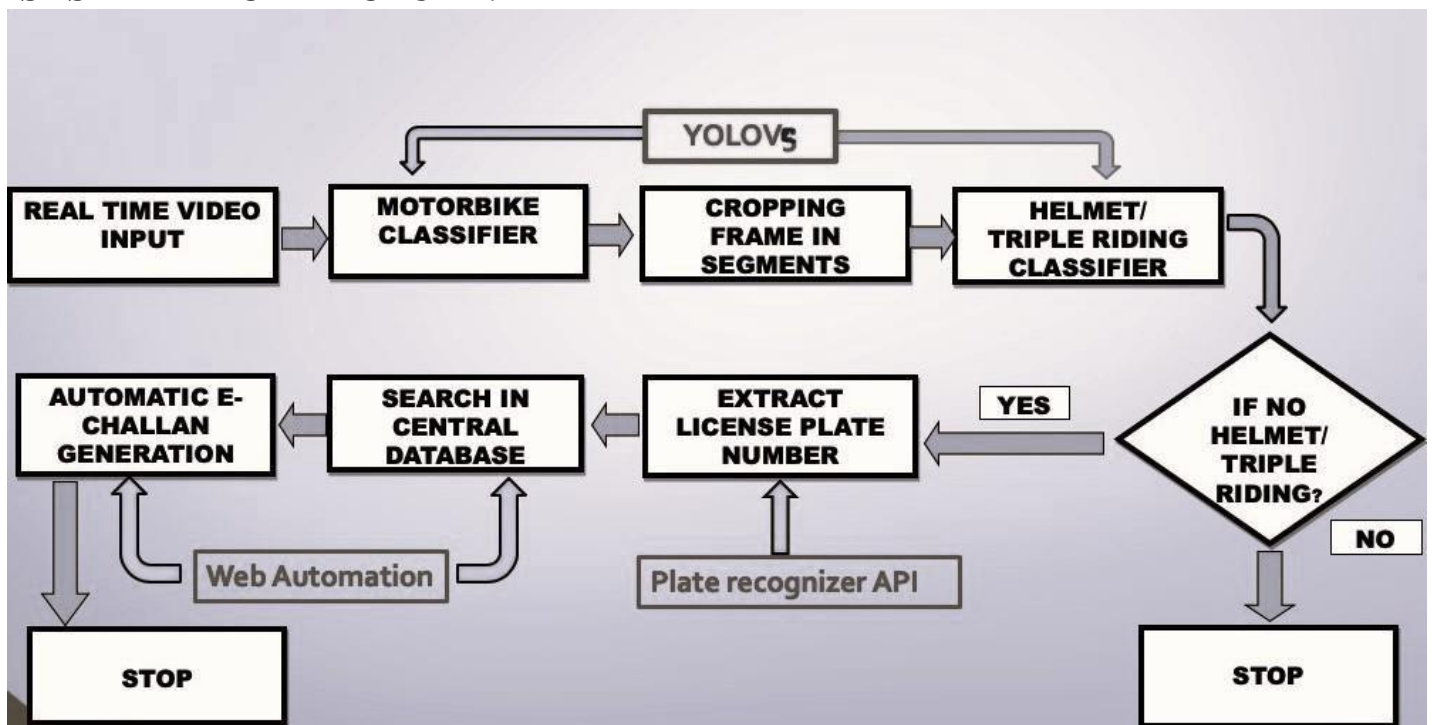 YOLOV5
REAL TIME VIDEO
INPUT
MOTORBIKE
CLASSIFIER
CROPPING
FRAME IN
SEGMENTS
HELMET/
TRIPLE RIDING
CLASSIFIER
IF NO
HELMET/
TRIPLE
RIDING?
YES
NO
EXTRACT
LICENSE PLATE
NUMBER
SEARCH IN
CENTRAL
DATABASE
AUTOMATIC E-
CHALLAN
GENERATION
Web Automation
Plate recognizer API
STOP
STOP